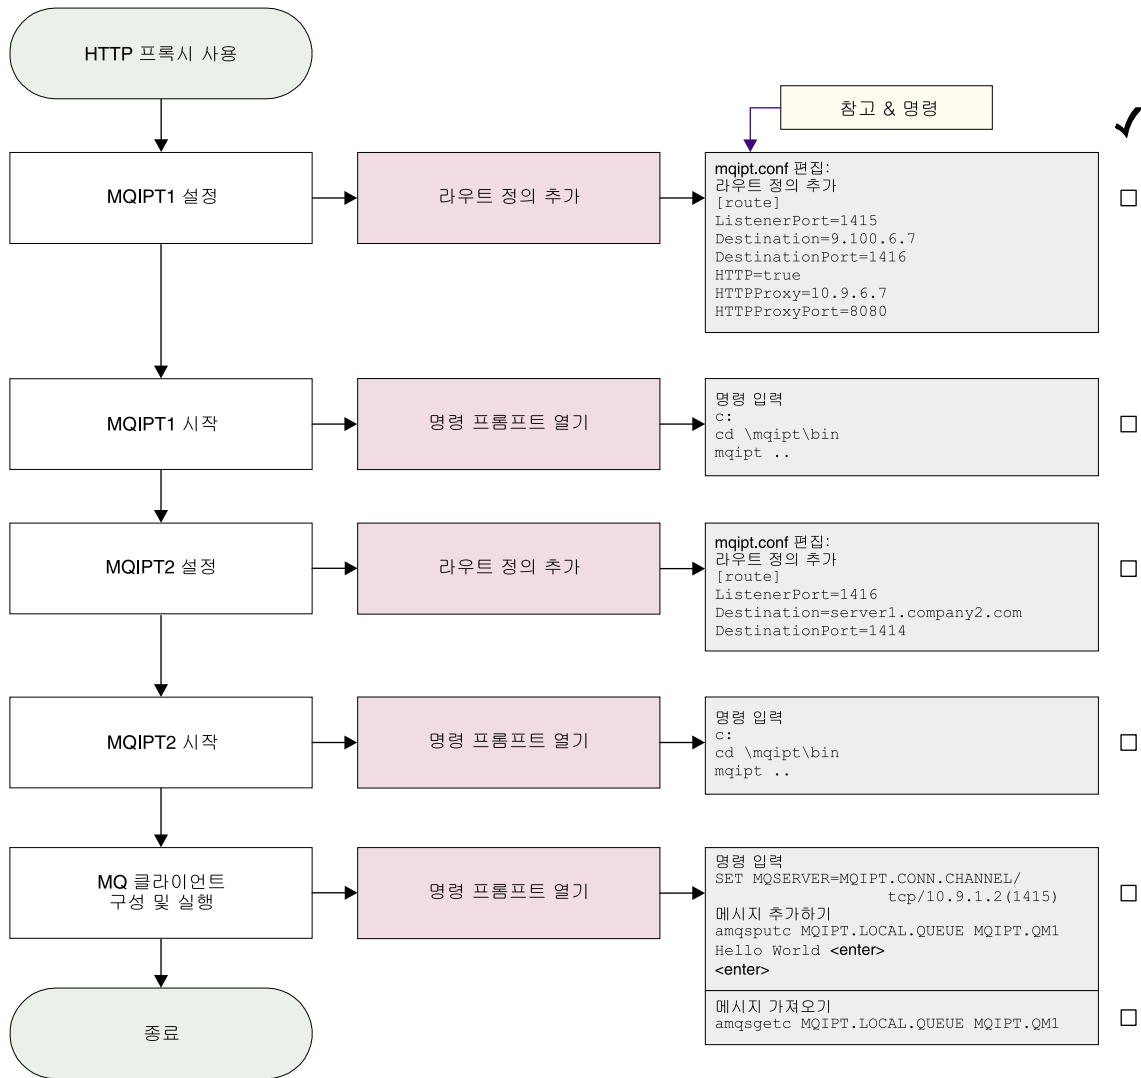 HTTP 프록시 사용
참고 & 명령
MQIPT1 설정
라우트 정의 추가
mqipt.conf 편집:
라우트 정의 추가
[route]
ListenerPort=1415
Destination=9.100.6.7
DestinationPort=1416
HTTP=true
HTTPProxy=10.9.6.7
HTTPProxyPort=8080
MQIPT1 시작
명령 프롬프트 열기
명령 입력
c:
cd \mqipt\bin
mqipt ..
MQIPT2 설정
라우트 정의 추가
mqipt.conf 편집:
라우트 정의 추가
[route]
ListenerPort=1416
Destination=server1.company2.com
DestinationPort=1414
MQIPT2 시작
명령 프롬프트 열기
명령 입력
c:
cd \mqipt\bin
mqipt ..
MQ 클라이언트
구성 및 실행
명령 프롬프트 열기
명령 입력
SET MQSERVER=MQIPT.CONN.CHANNEL/
tcp/10.9.1.2(1415)
메시지 추가하기
amqsputc MQIPT.LOCAL.QUEUE MQIPT.QM1
Hello World <enter>
<enter>
메시지 가져오기
amqsgetc MQIPT.LOCAL.QUEUE MQIPT.QM1
종료